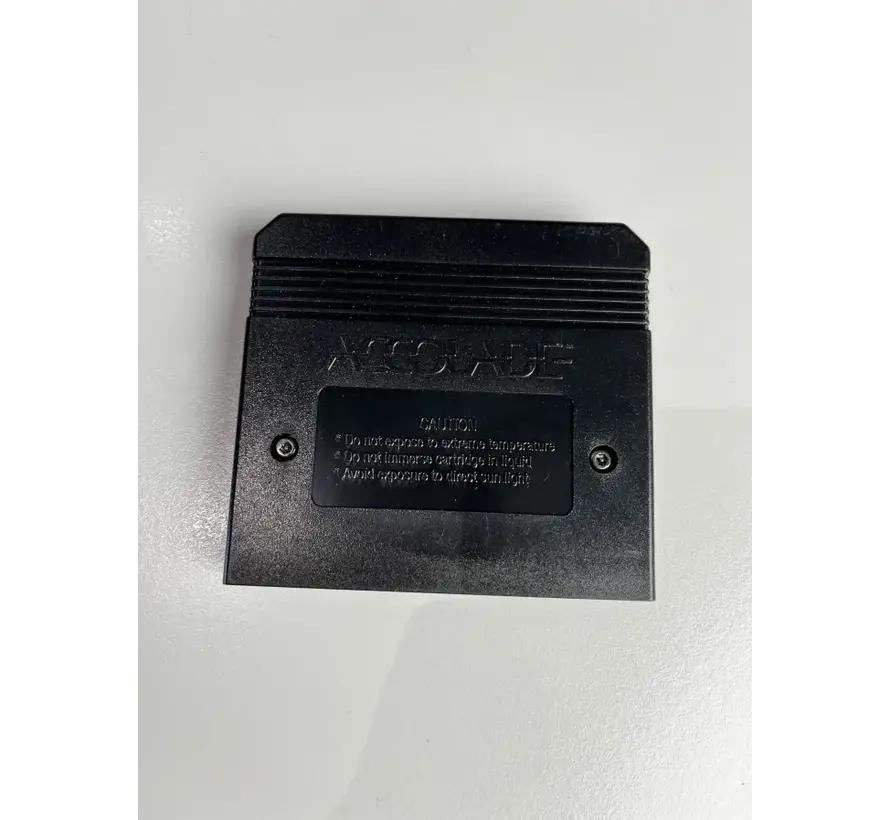 ACCOLADE™
CAUTION
* Do not expose to extreme temperature
* Do not immerse cartridge in liquid
* Avoid exposure to direct sun light